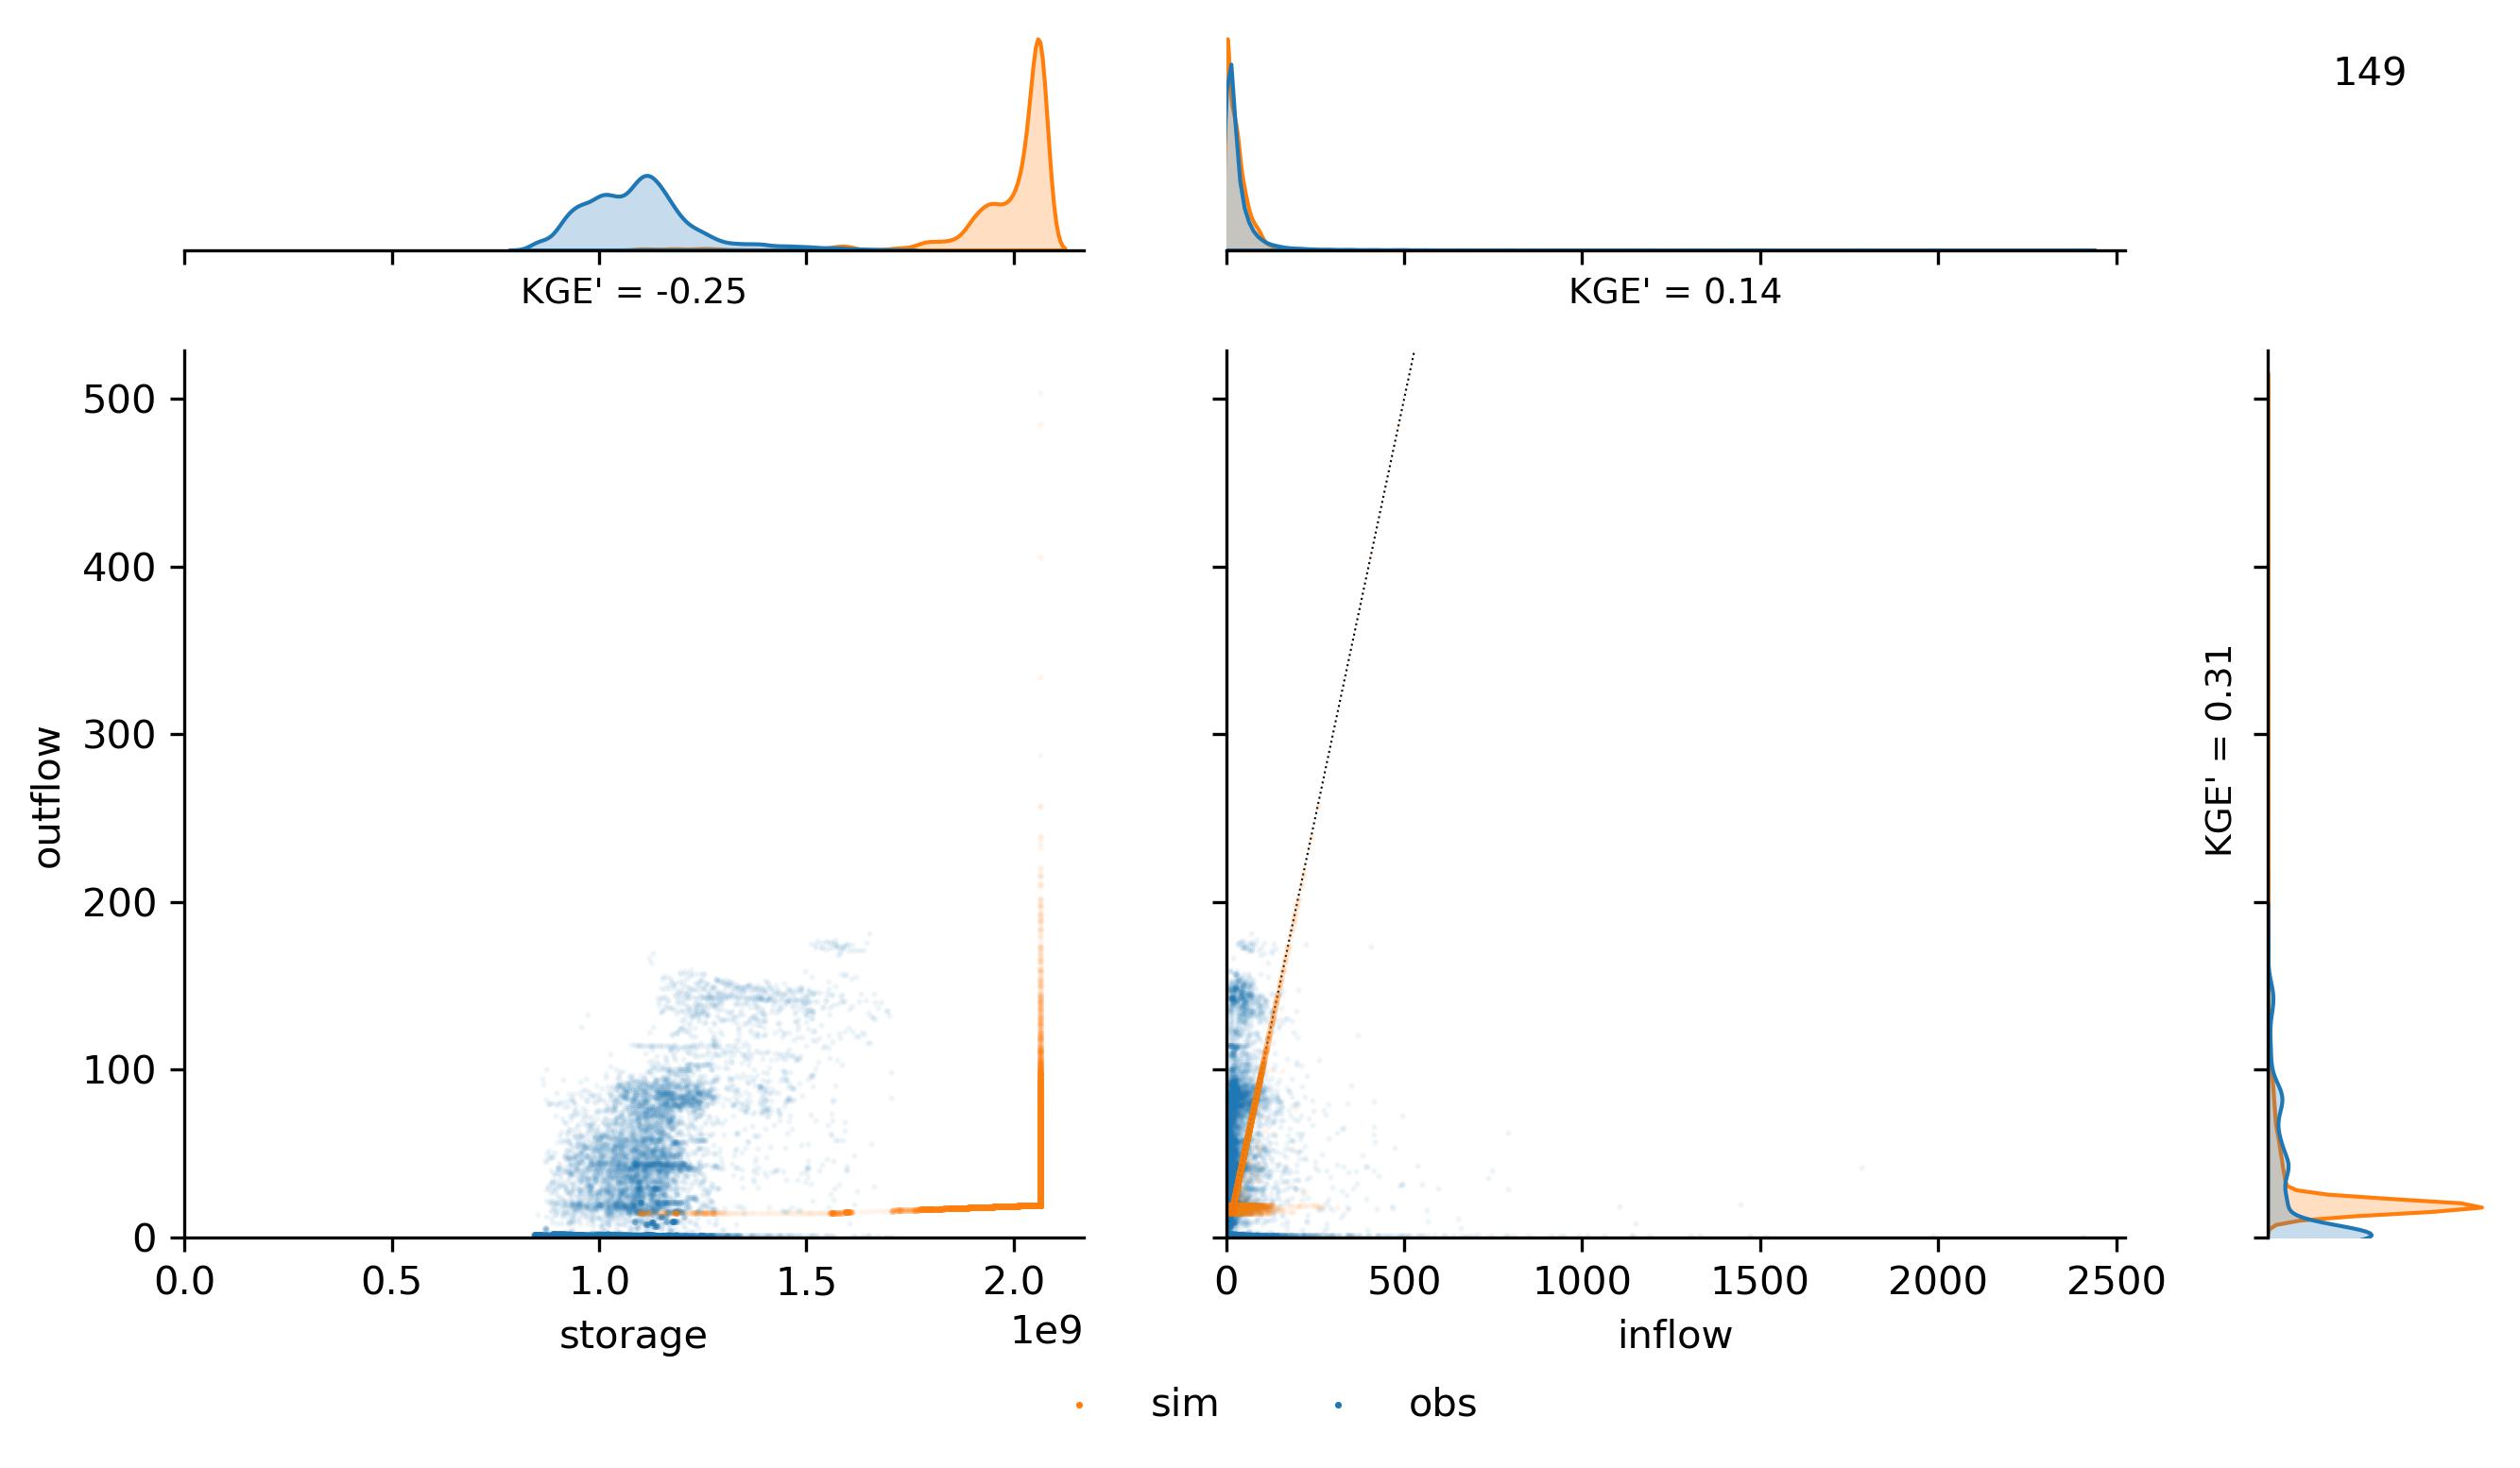 149
KGE' = -0.25
KGE' = 0.14
500
400
300
200
100
0
outflow
KGE' = 0.31
0.0 0.5 1.0 1.5 2.0
1e9
storage
0 500 1000 1500 2000 2500
inflow
sim obs